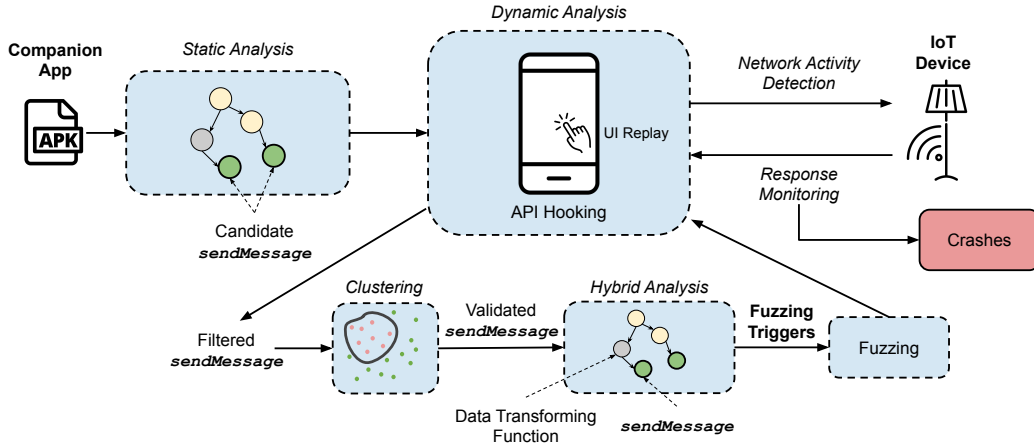 Dynamic Analysis
Companion
App
Static Analysis
IoT
Device
Network Activity
Detection
APK
UI Replay
API Hooking
Response
Monitoring
Candidate
sendMessage
Crashes
Clustering
Validated
sendMessage
Hybrid Analysis
Fuzzing
Triggers
Filtered
sendMessage
Fuzzing
Data Transforming
Function
sendMessage